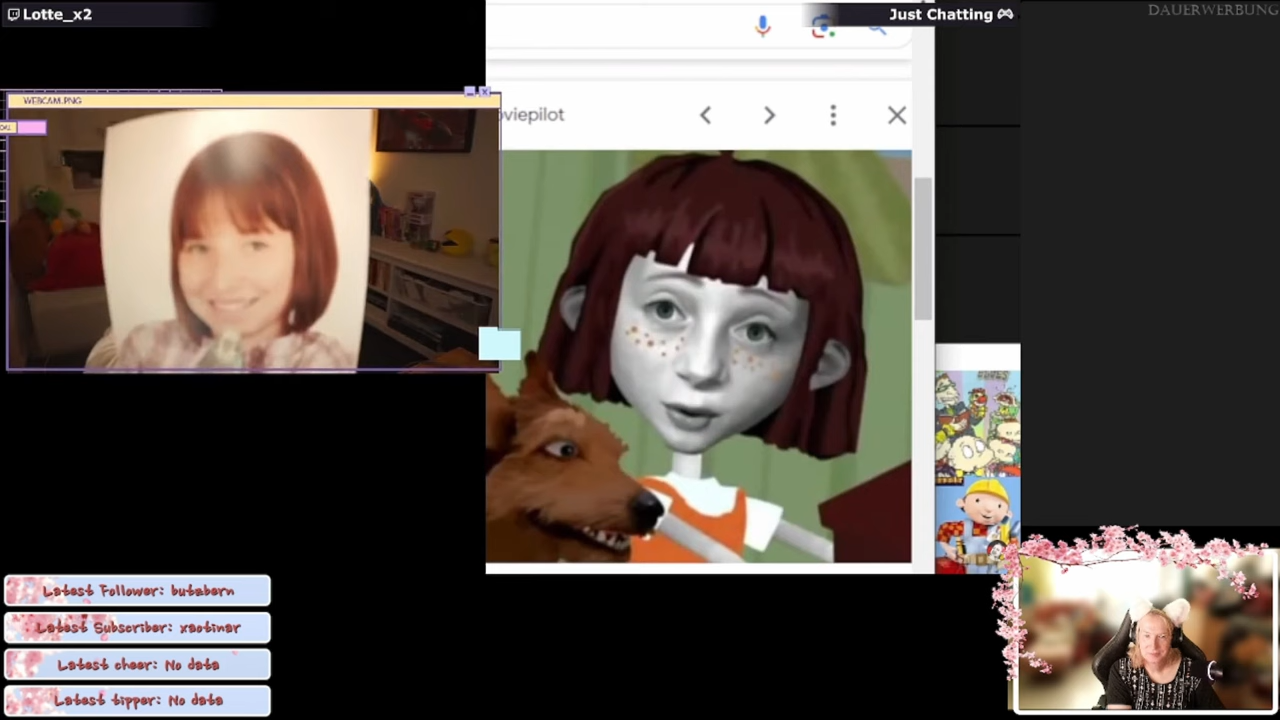 Lotte_x2
Just Chatting
DAUERWERBUNG
WEBCAM.PNG
oviepilot
Latest Follower: butabern
Latest Subscriber: xaotinar
Latest cheer: No data
Latest tipper: No data